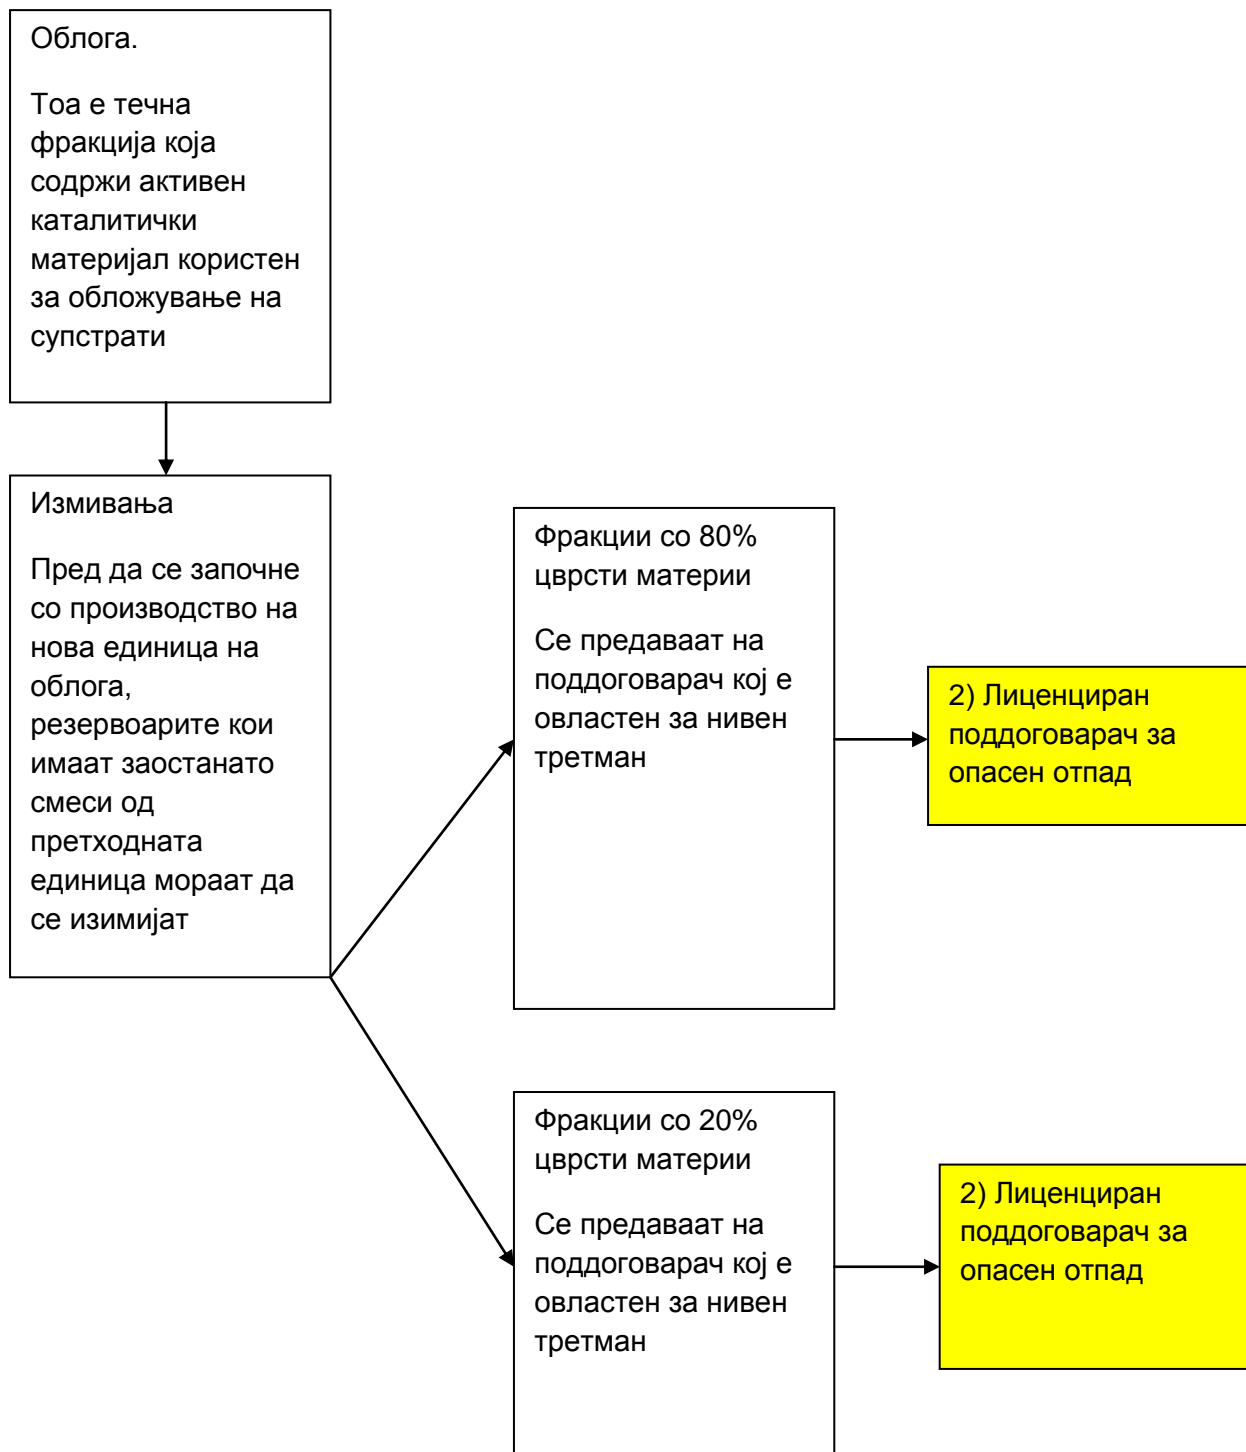 Облога.
Тоа е течна
фракција која
содржи активен
каталитички
материјал користен
за обложување на
супстрати
Измивања
Пред да се започне
со производство на
нова единица на
облога,
резервоарите кои
имаат заостанато
смеси од
претходната
единица мораат да
се изимијат
Фракции со 80%
цврсти материи
Се предаваат на
поддоговарач кој е
овластен за нивен
третман
2) Лиценциран
поддоговарач за
опасен отпад
Фракции со 20%
цврсти материи
Се предаваат на
поддоговарач кој е
овластен за нивен
третман
2) Лиценциран
поддоговарач за
опасен отпад